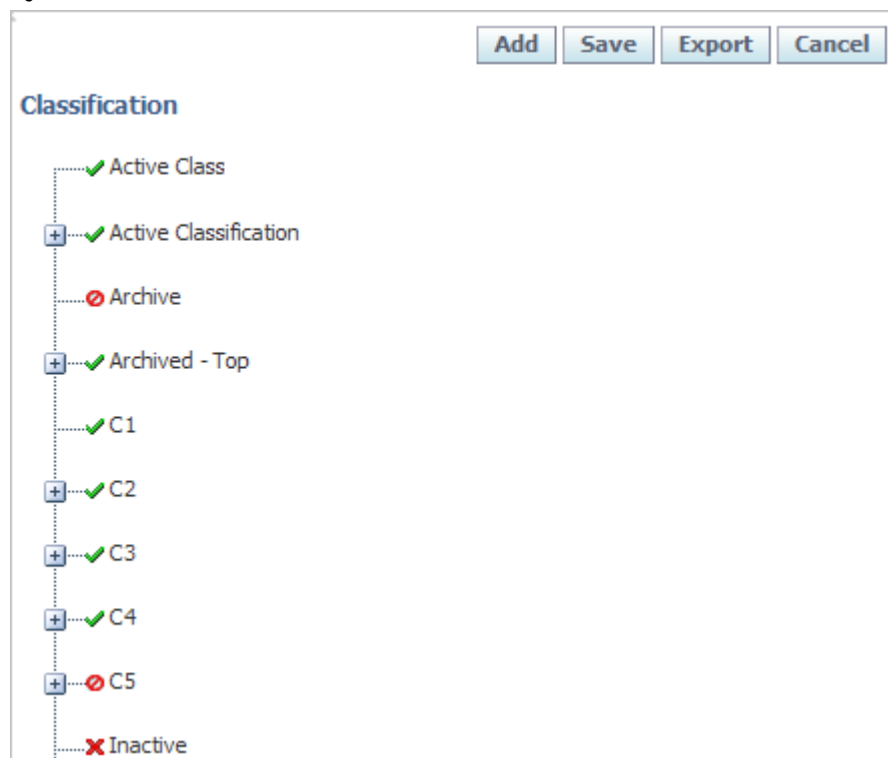 Add Save Export Cancel
Classification
Active Class
Active Classification
Archive
Archived - Top
C1
C2
C3
C4
C5
Inactive